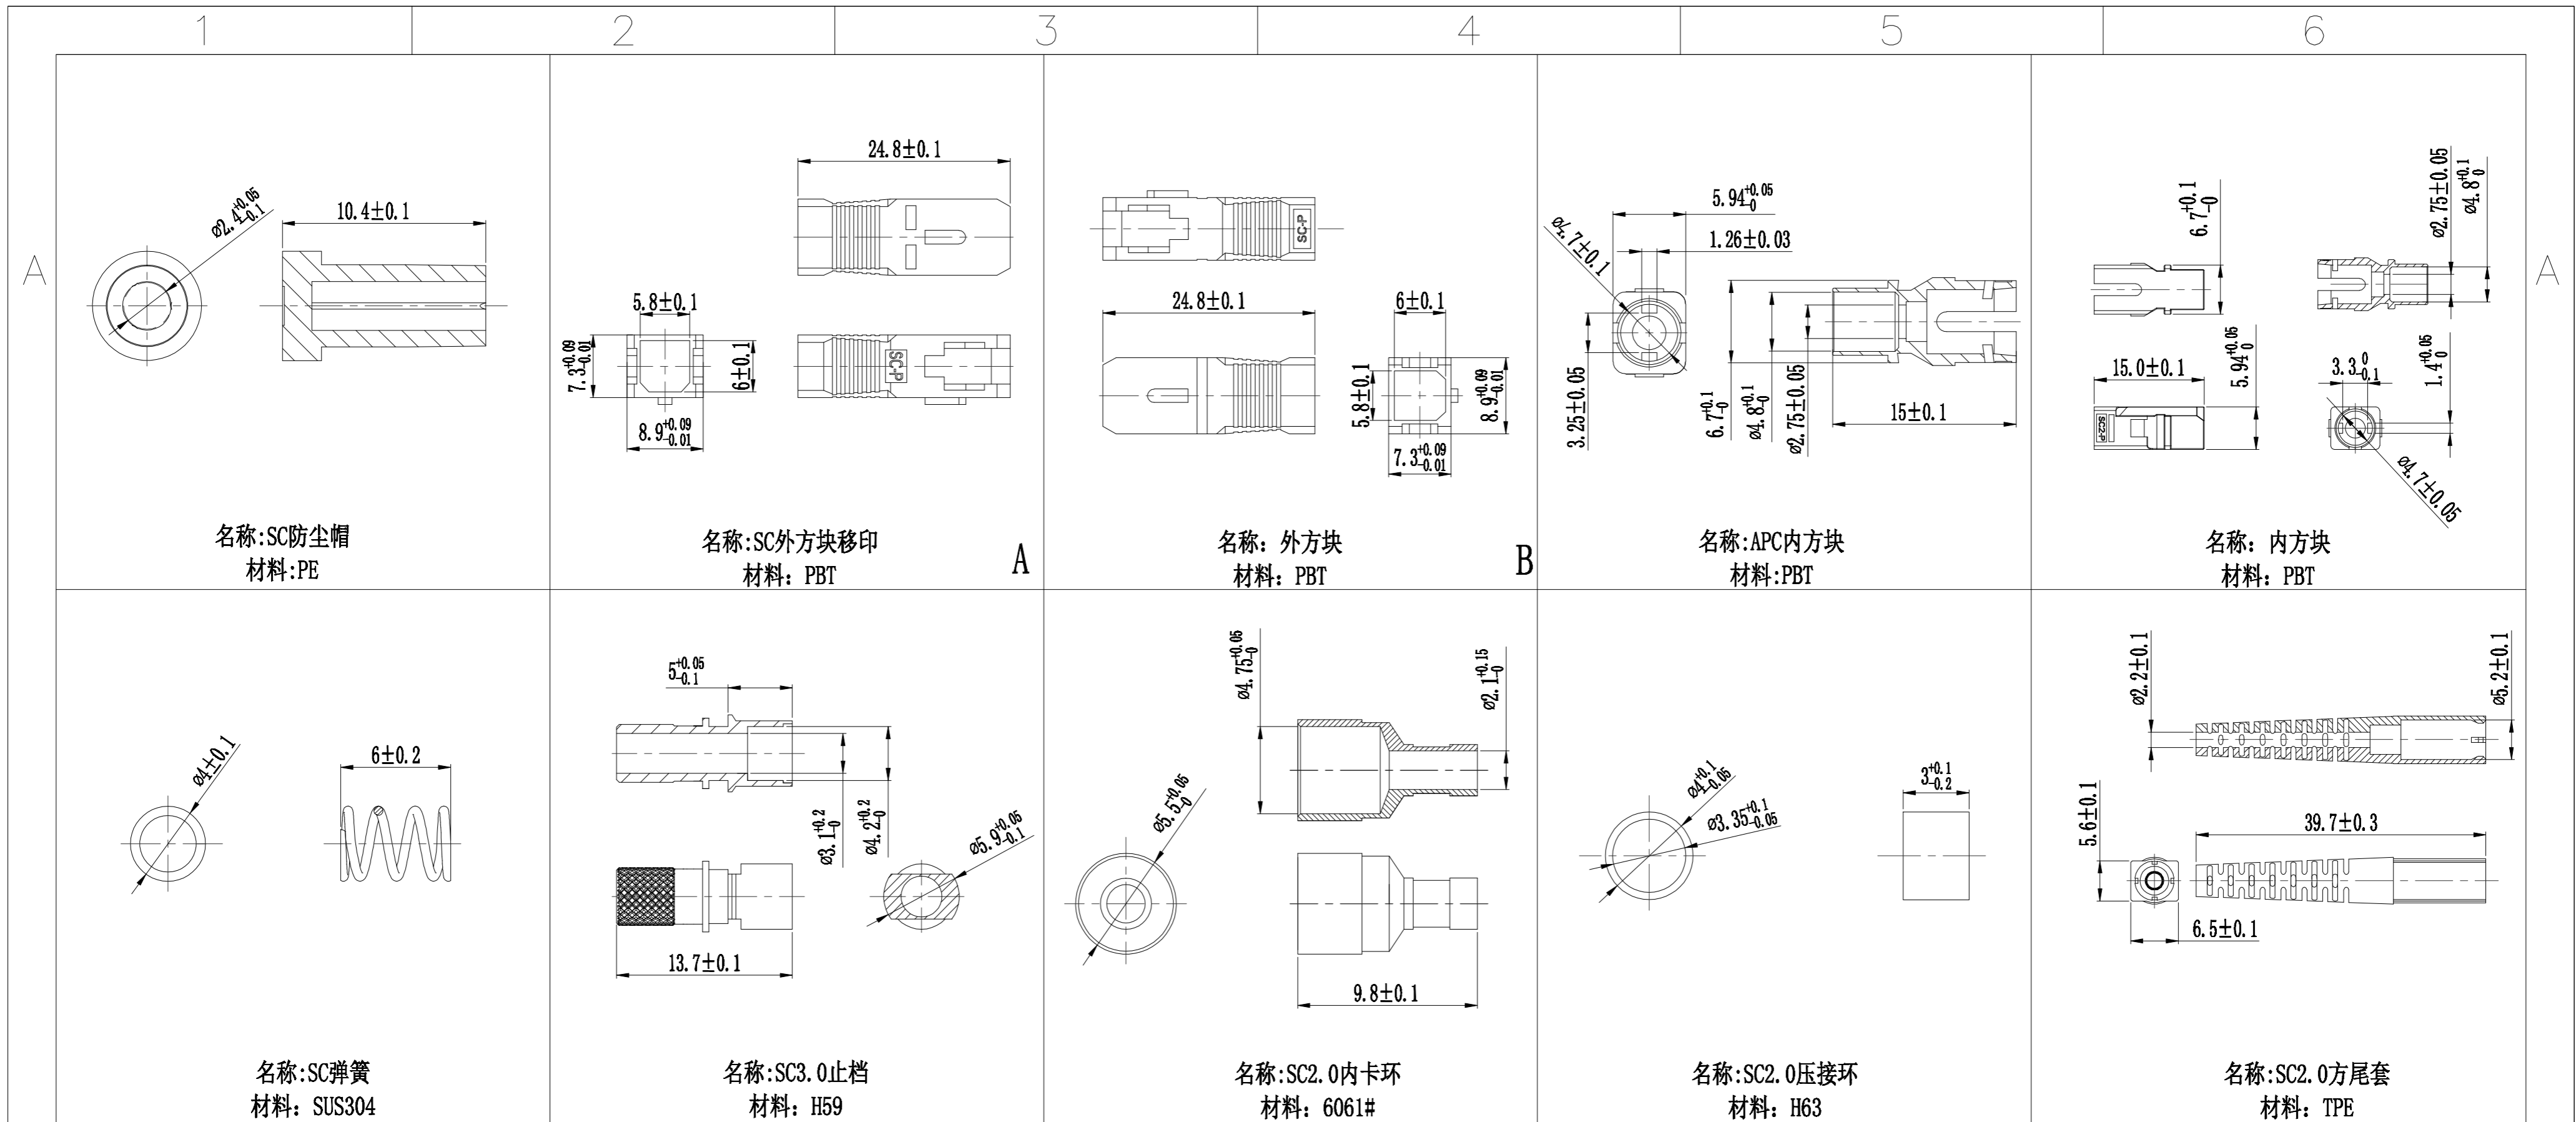 1 2 3 4 5 6
A A
ø2.4+0.05 -0.1
10.4±0.1
名称:SC防尘帽
材料:PE
24.8±0.1
5.8±0.1
7.3+0.09 -0.01
6±0.1
8.9+0.09 -0.01
SC-P
名称:SC外方块移印
材料: PBT
A
SC-P
24.8±0.1
6±0.1
5.8±0.1
8.9+0.09 -0.01
7.3+0.09 -0.01
名称: 外方块
材料: PBT
B
5.94+0.05 -0
ø4.7±0.1
1.26±0.03
3.25±0.05
6.7+0.1 -0
ø4.8+0.1 -0
ø2.75±0.05
15±0.1
名称:APC内方块
材料:PBT
6.7+0.1 -0
ø2.75±0.05
ø4.8+0.1 0
15.0±0.1
5.94+0.05 0
3.3 0 -0.1
1.4+0.05 0
SC2-P
ø4.7±0.05
名称: 内方块
材料: PBT
ø4±0.1
6±0.2
名称:SC弹簧
材料: SUS304
5+0.05 -0.1
ø3.1+0.2 -0
ø4.2+0.2 -0
ø5.9+0.05 -0.1
13.7±0.1
名称:SC3.0止档
材料: H59
ø4.75+0.05 -0
ø2.1+0.15 -0
ø5.5+0.05 -0
9.8±0.1
名称:SC2.0内卡环
材料: 6061#
ø4+0.1 -0.05
ø3.35+0.1 -0.05
3+0.1 -0.2
名称:SC2.0压接环
材料: H63
ø2.2±0.1
ø5.2±0.1
5.6±0.1
39.7±0.3
6.5±0.1
名称:SC2.0方尾套
材料: TPE